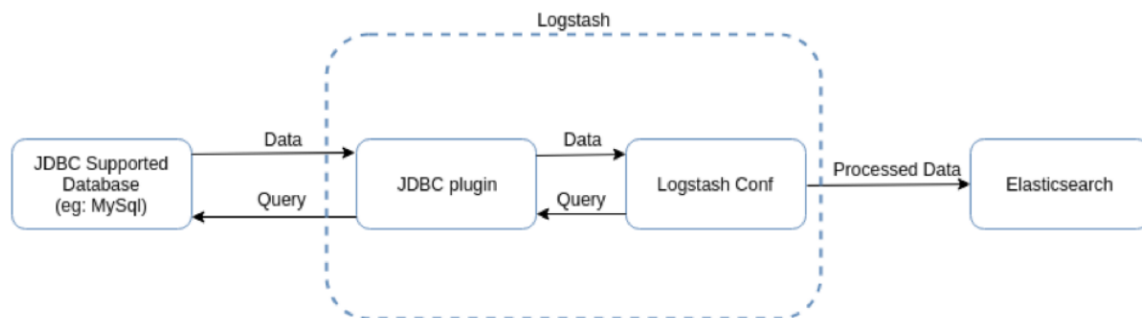 Logstash
Data
Data
JDBC Supported
Database
(eg: MySql)
JDBC plugin
Logstash Conf
Processed Data
Elasticsearch
Query
Query